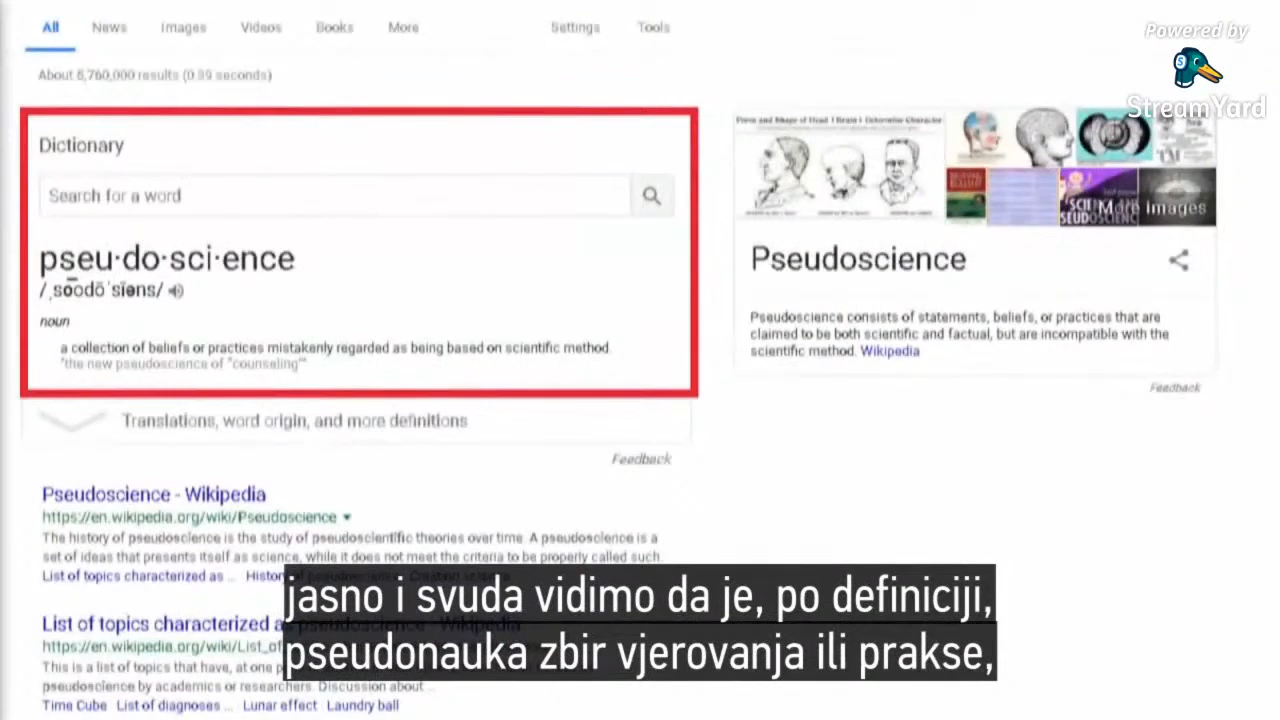 All News Images Videos Books More Settings Tools
About 6,760,000 results (0.39 seconds)
Powered by
StreamYard
Dictionary
Search for a word
pseu·do·sci·ence
/ˌso͞odōˈsīəns/
noun
a collection of beliefs or practices mistakenly regarded as being based on scientific method.
"the new pseudoscience of "counseling""
Translations, word origin, and more definitions
Feedback
More Images
Pseudoscience
Pseudoscience consists of statements, beliefs, or practices that are
claimed to be both scientific and factual, but are incompatible with the
scientific method. Wikipedia
Feedback
Pseudoscience - Wikipedia
https://en.wikipedia.org/wiki/Pseudoscience
The history of pseudoscience is the study of pseudoscientific theories over time. A pseudoscience is a
set of ideas that presents itself as science, while it does not meet the criteria to be properly called such.
List of topics characterized as ...
List of topics characterized as pseudoscience - Wikipedia
https://en.wikipedia.org/wiki/List_of
This is a list of topics that have, at one
pseudoscience by academics or researchers. Discussion about ...
Time Cube List of diagnoses ... Lunar effect Laundry ball
jasno i svuda vidimo da je, po definiciji,
pseudonauka zbir vjerovanja ili prakse,